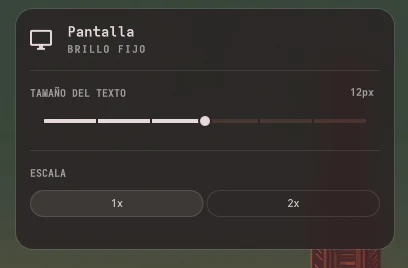 Pantalla
BRILLO FIJO
TAMAÑO DEL TEXTO 12px
ESCALA
1x 2x